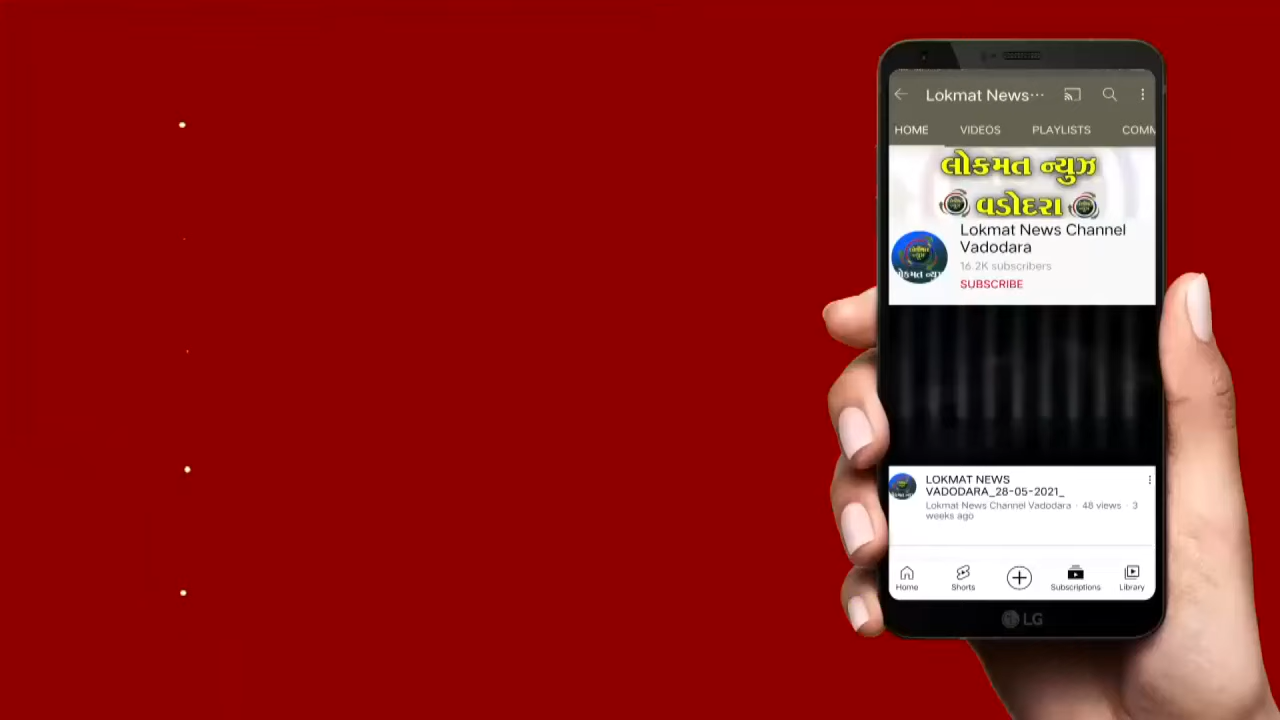 Lokmat News...
HOME VIDEOS PLAYLISTS COMM
લોકમત ન્યુઝ
વડોદરા
Lokmat News Channel
Vadodara
16.2K subscribers
SUBSCRIBE
LOKMAT NEWS
VADODARA_28-05-2021_
Lokmat News Channel Vadodara · 48 views · 3
weeks ago
Home Shorts Subscriptions Library
LG